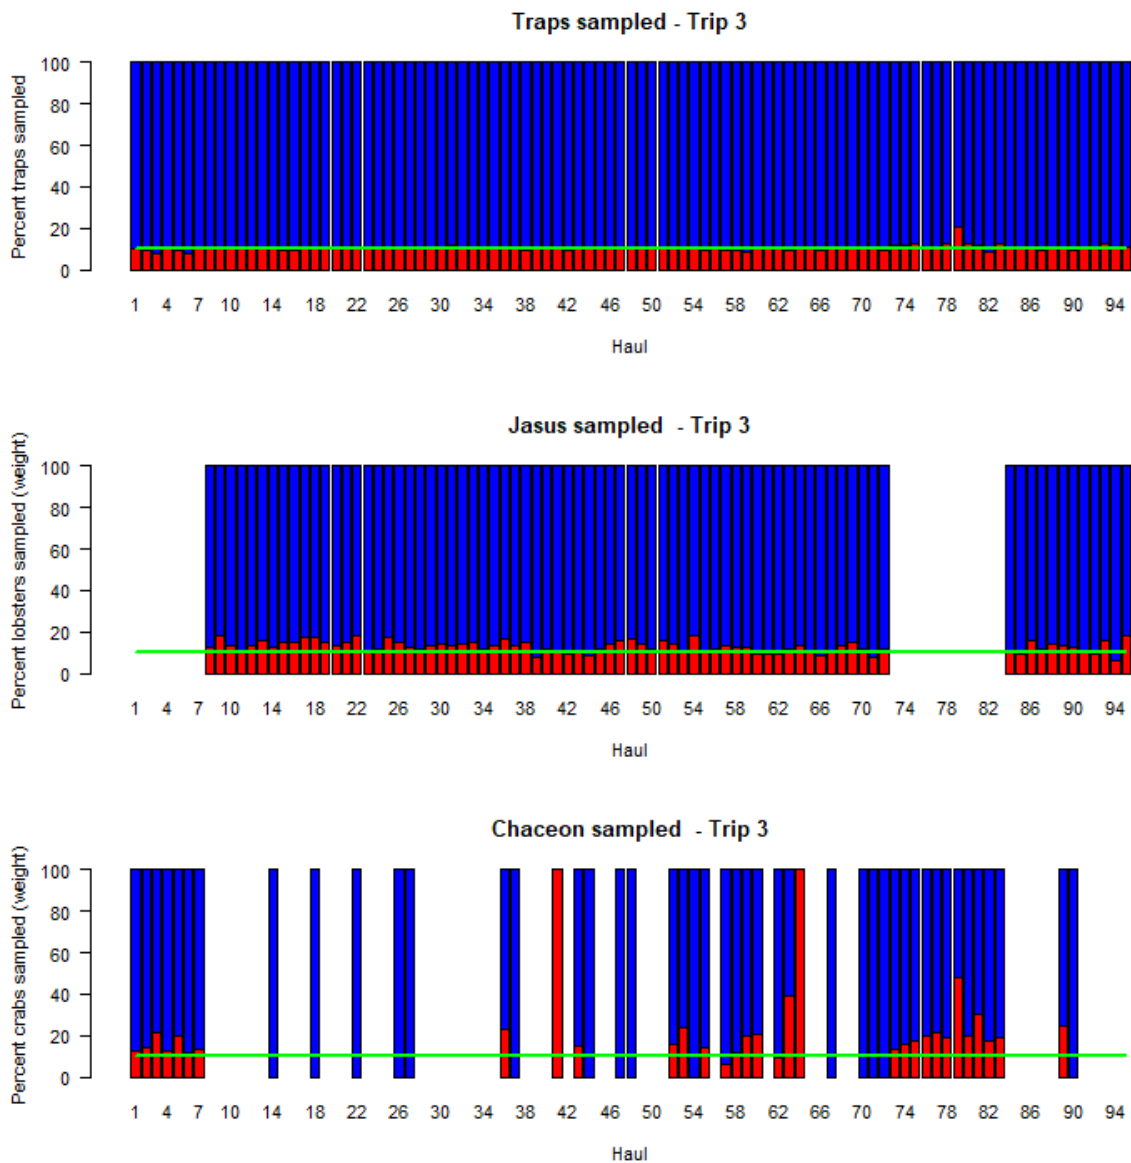 Traps sampled - Trip 3
Percent traps sampled
100
80
60
40
20
0
1 4 7 10 14 18 22 26 30 34 38 42 46 50 54 58 62 66 70 74 78 82 86 90 94
Haul
Jasus sampled - Trip 3
Percent lobsters sampled (weight)
100
80
60
40
20
0
1 4 7 10 14 18 22 26 30 34 38 42 46 50 54 58 62 66 70 74 78 82 86 90 94
Haul
Chaceon sampled - Trip 3
Percent crabs sampled (weight)
100
80
60
40
20
0
1 4 7 10 14 18 22 26 30 34 38 42 46 50 54 58 62 66 70 74 78 82 86 90 94
Haul